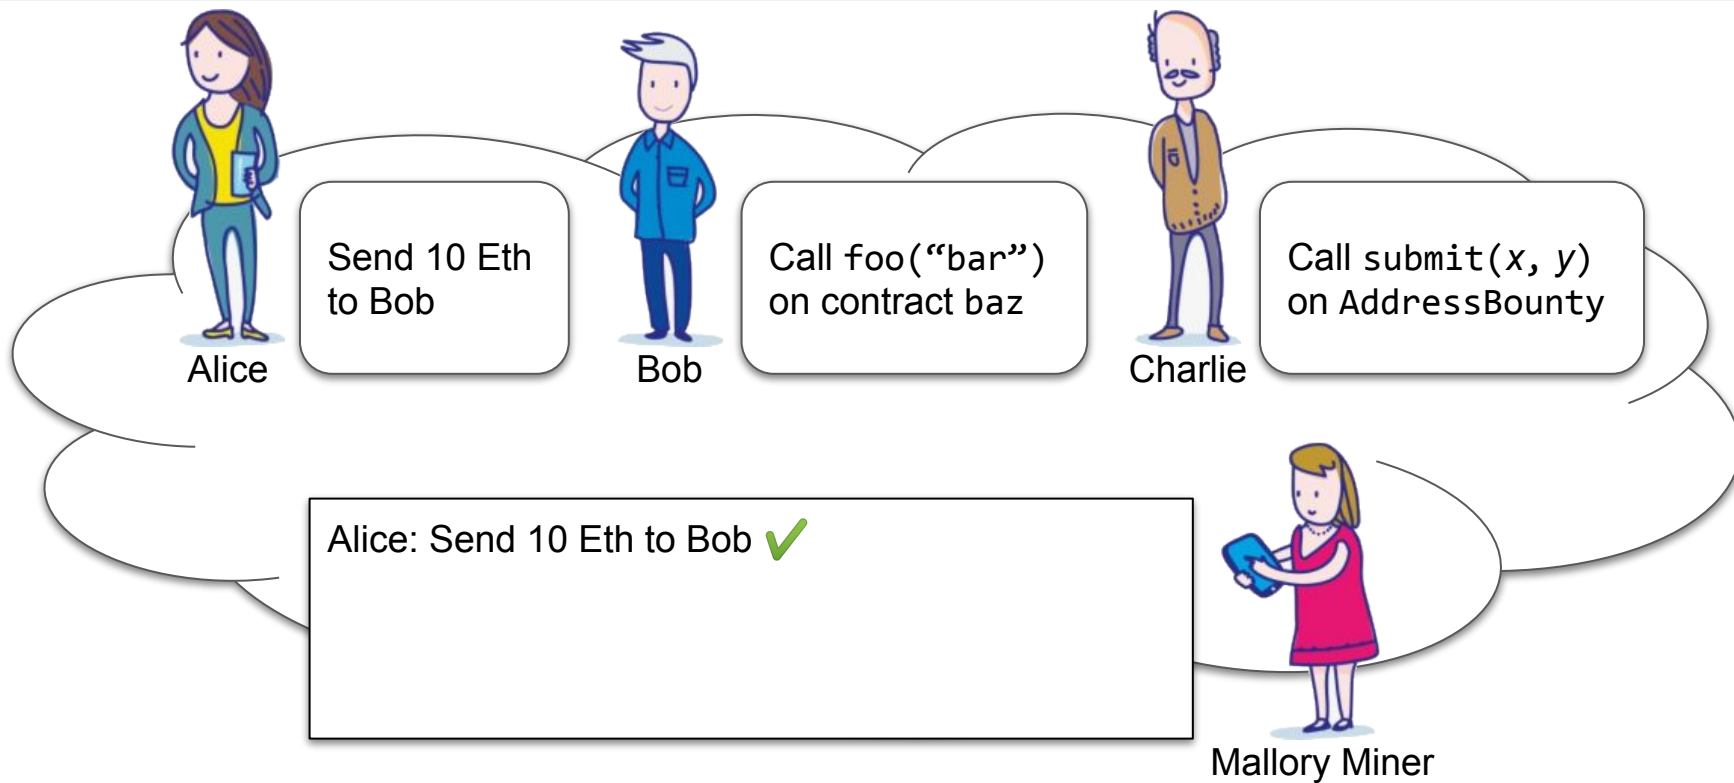 Send 10 Eth
to Bob
Call foo(“bar”)
on contract baz
Call submit(x, y)
on AddressBounty
Alice
Bob
Charlie
Alice: Send 10 Eth to Bob ✔
Mallory Miner